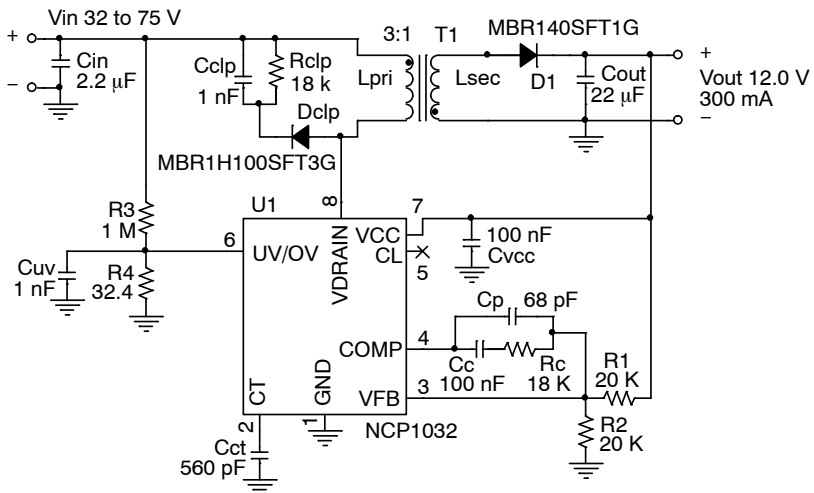 Vin 32 to 75 V
3:1
T1
MBR140SFT1G
+
−
Cin
2.2 μF
Cclp
1 nF
Rclp
18 k
Lpri
Lsec
D1
Cout
22 μF
+
Vout 12.0 V
300 mA
−
Dclp
MBR1H100SFT3G
U1
8
7
R3
1 M
6
UV/OV
VDRAIN
VCC
CL
5
100 nF
Cvcc
Cuv
1 nF
R4
32.4
Cp
68 pF
COMP
4
Cc
100 nF
Rc
18 K
R1
20 K
CT
GND
VFB
3
2
1
NCP1032
R2
20 K
Cct
560 pF